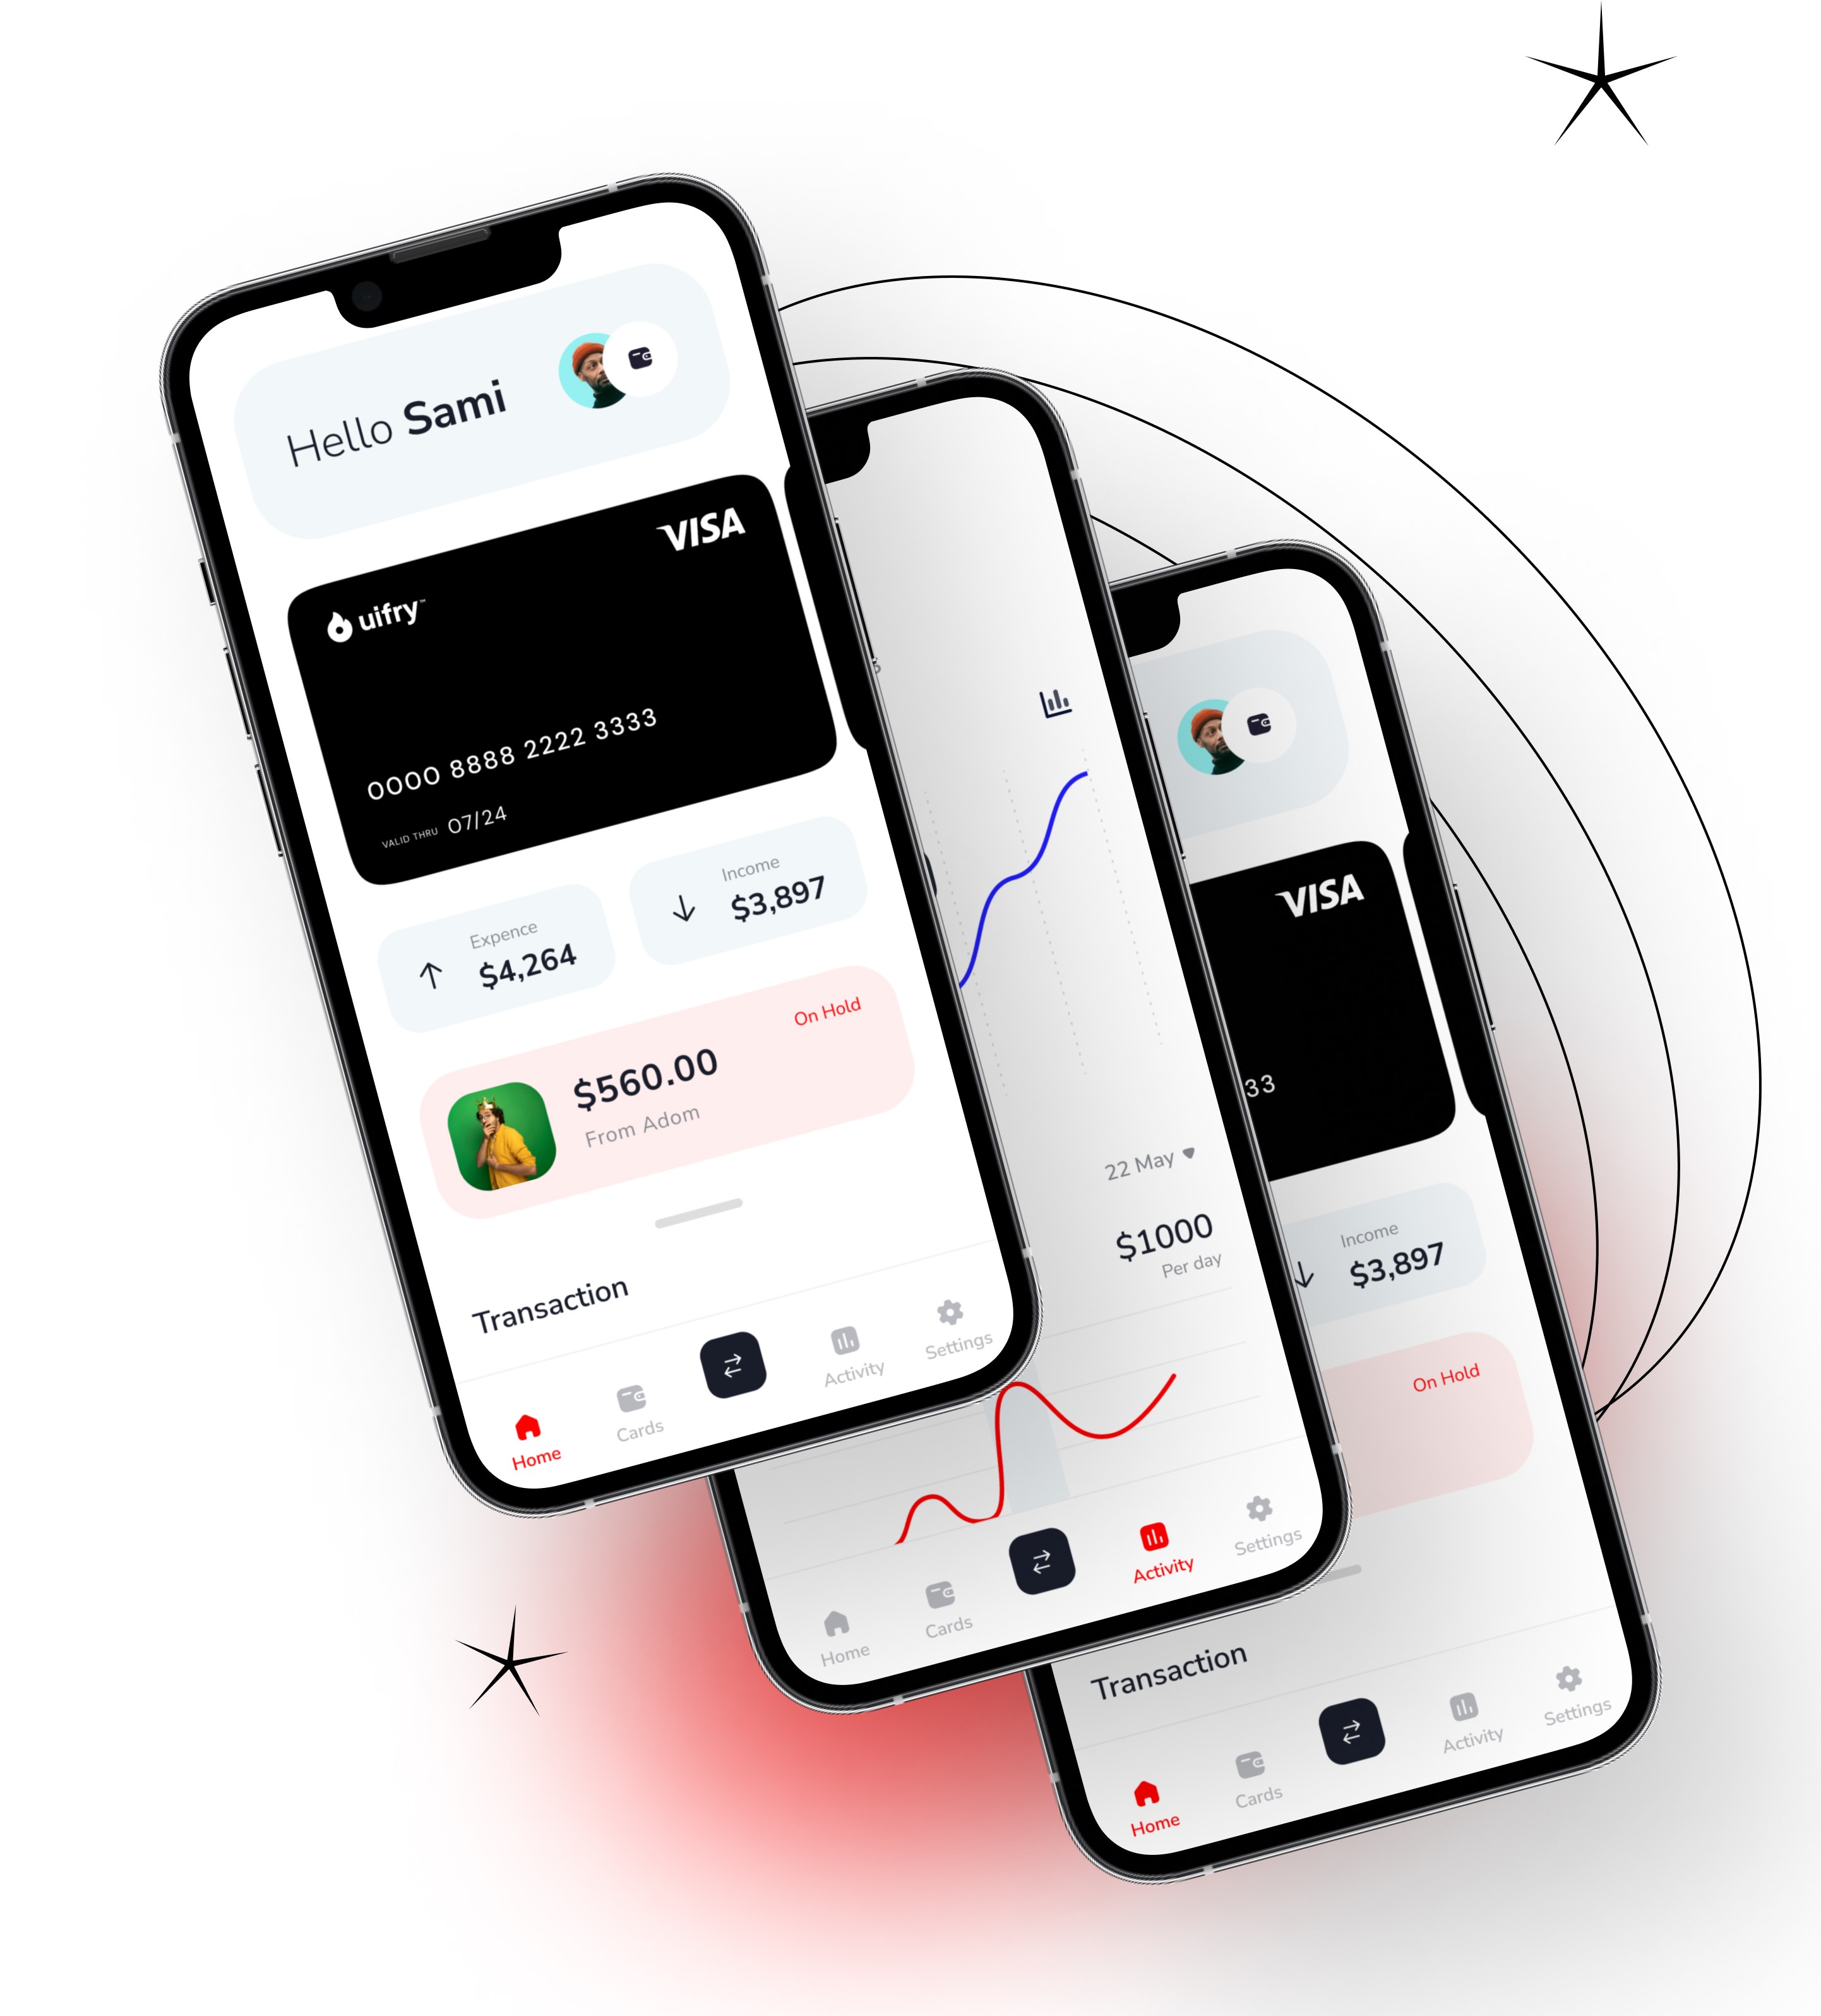 Hello Sami
VISA
uifry™
0000 8888 2222 3333
VALID THRU 07/24
Expence
$4,264
Income
$3,897
On Hold
$560.00
From Adom
Transaction
Home
Cards
Activity
Settings
22 May
$1000
Per day
Home
Cards
Activity
Settings
VISA
33
Income
$3,897
On Hold
Transaction
Home
Cards
Activity
Settings